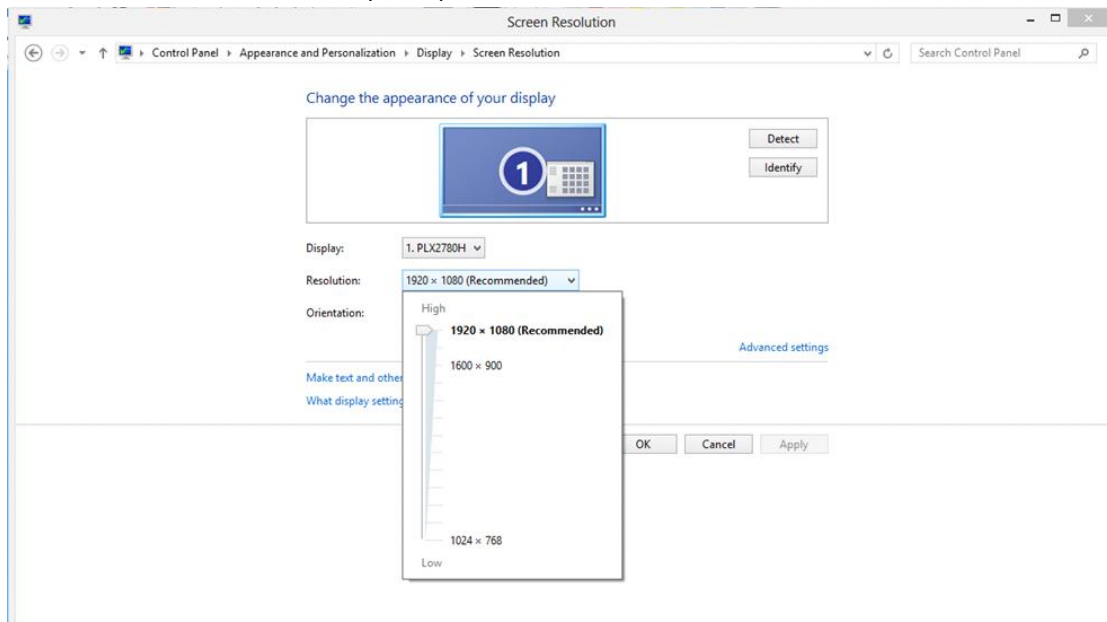 Screen Resolution
Control Panel Appearance and Personalization Display Screen Resolution
Search Control Panel
Change the appearance of your display
1
Detect
Identify
Display: 1. PLX2780H
Resolution: 1920 × 1080 (Recommended)
Orientation:
High
1920 × 1080 (Recommended)
1600 × 900
1024 × 768
Low
Advanced settings
Make text and other
What display setting
OK Cancel Apply